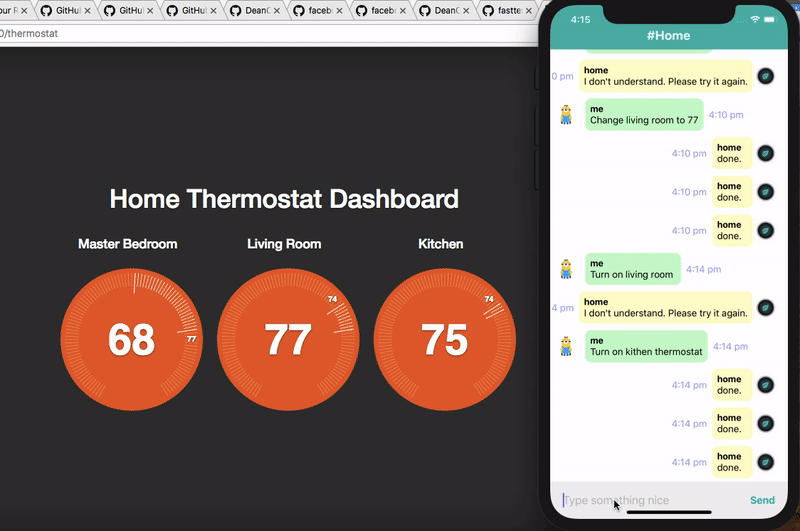 our R
GitHu
GitHul
GitHul
DeanC
facebo
facebo
DeanC
fasttex
0/thermostat
Home Thermostat Dashboard
Master Bedroom
Living Room
Kitchen
68
77
77
74
75
74
4:15
#Home
0 pm
home
I don't understand. Please try it again.
me
Change living room to 77
4:10 pm
4:10 pm
home
done.
4:10 pm
home
done.
4:10 pm
home
done.
me
Turn on living room
4:14 pm
4 pm
home
I don't understand. Please try it again.
me
Turn on kithen thermostat
4:14 pm
4:14 pm
home
done.
4:14 pm
home
done.
4:14 pm
home
done.
Type something nice
Send